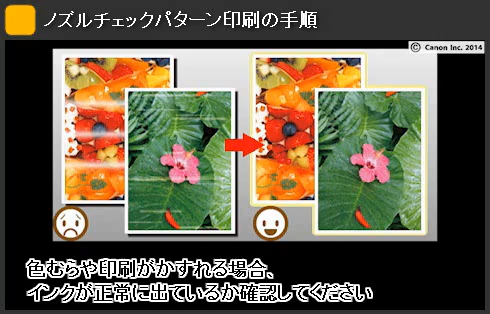 ノズルチェックパターン印刷の手順
© Canon Inc. 2014
色むらや印刷がかすれる場合、
インクが正常に出ているか確認してください